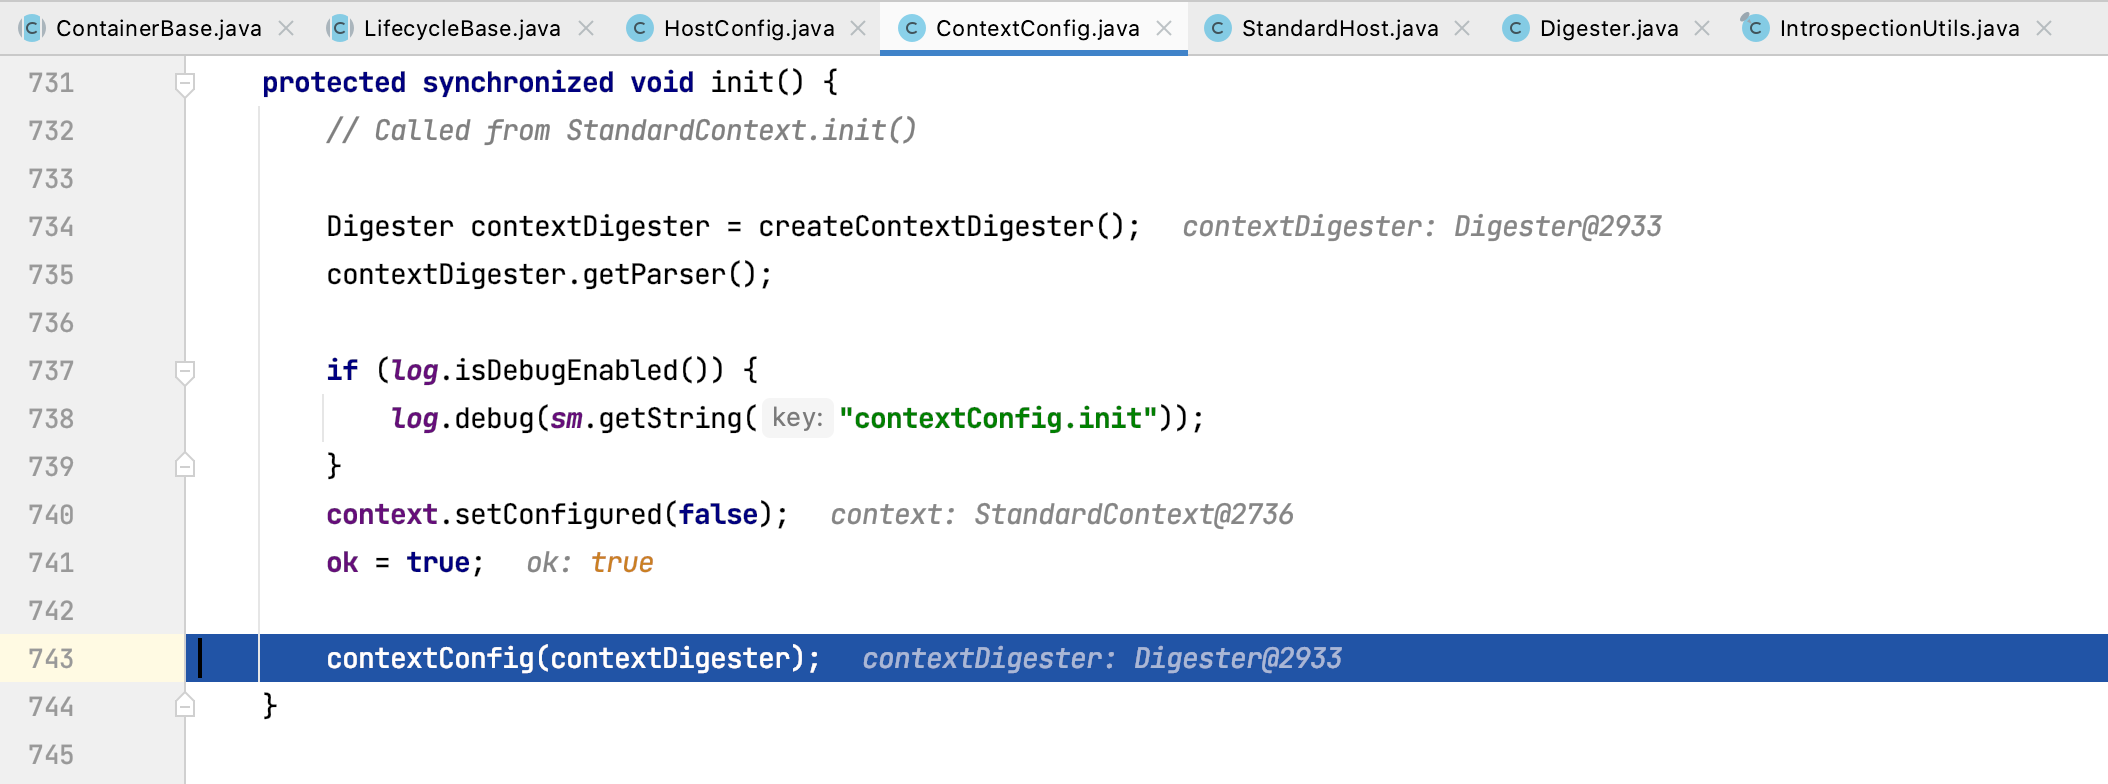 ContainerBase.java LifecycleBase.java HostConfig.java ContextConfig.java StandardHost.java Digester.java IntrospectionUtils.java
731 protected synchronized void init() {
732 // Called from StandardContext.init()
733
734 Digester contextDigester = createContextDigester(); contextDigester: Digester@2933
735 contextDigester.getParser();
736
737 if (log.isDebugEnabled()) {
738 log.debug(sm.getString( key: "contextConfig.init"));
739 }
740 context.setConfigured(false); context: StandardContext@2736
741 ok = true; ok: true
742
743 contextConfig(contextDigester); contextDigester: Digester@2933
744 }
745